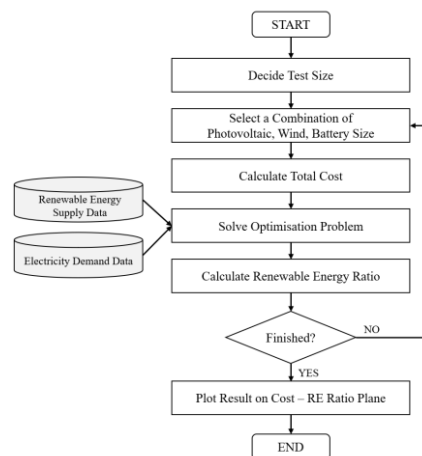 START
Decide Test Size
Select a Combination of
Photovoltaic, Wind, Battery Size
Calculate Total Cost
Renewable Energy
Supply Data
Solve Optimisation Problem
Electricity Demand Data
Calculate Renewable Energy Ratio
Finished?
NO
YES
Plot Result on Cost – RE Ratio Plane
END